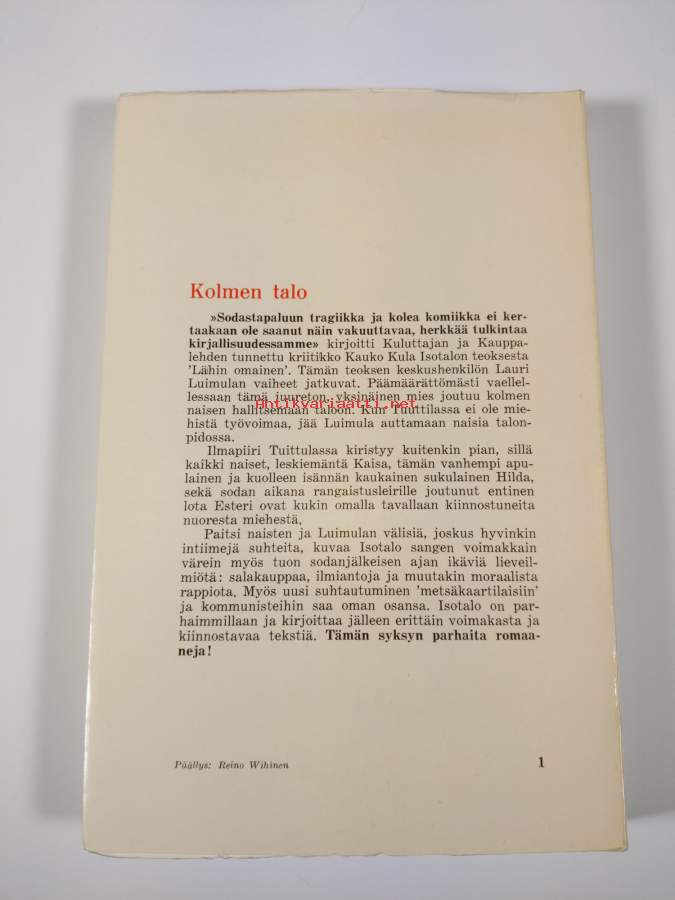 Kolmen talo
»Sodastapaluun tragiikka ja kolea komiikka ei ker-
taakaan ole saanut näin vakuuttavaa, herkkää tulkintaa
kirjallisuudessamme» kirjoitti Kuluttajan ja Kauppa-
lehden tunnettu kriitikko Kauko Kula Isotalon teoksesta
'Lähin omainen'. Tämän teoksen keskushenkilön Lauri
Luimulan vaiheet jatkuvat. Päämäärättömästi vaellel-
lessaan tämä juureton, yksinäinen mies joutuu kolmen
naisen hallitsemaan taloon. Kun Tuuttilassa ei ole mie-
histä työvoimaa, jää Luimula auttamaan naisia talon-
pidossa.
Ilmapiiri Tuittulassa kiristyy kuitenkin pian, sillä
kaikki naiset, leskiemäntä Kaisa, tämän vanhempi apu-
lainen ja kuolleen isännän kaukainen sukulainen Hilda,
sekä sodan aikana rangaistusleirille joutunut entinen
lota Esteri ovat kukin omalla tavallaan kiinnostuneita
nuoresta miehestä.
Paitsi naisten ja Luimulan välisiä, joskus hyvinkin
intiimejä suhteita, kuvaa Isotalo sangen voimakkain
värein myös tuon sodanjälkeisen ajan ikäviä lieveil-
miötä: salakauppaa, ilmiantoja ja muutakin moraalista
rappiota. Myös uusi suhtautuminen 'metsäkaartilaisiin'
ja kommunisteihin saa oman osansa. Isotalo on par-
haimmillaan ja kirjoittaa jälleen erittäin voimakasta ja
kiinnostavaa tekstiä. Tämän syksyn parhaita romaa-
neja!
Päällys: Reino Wihinen
1
Antikvariaatti.net